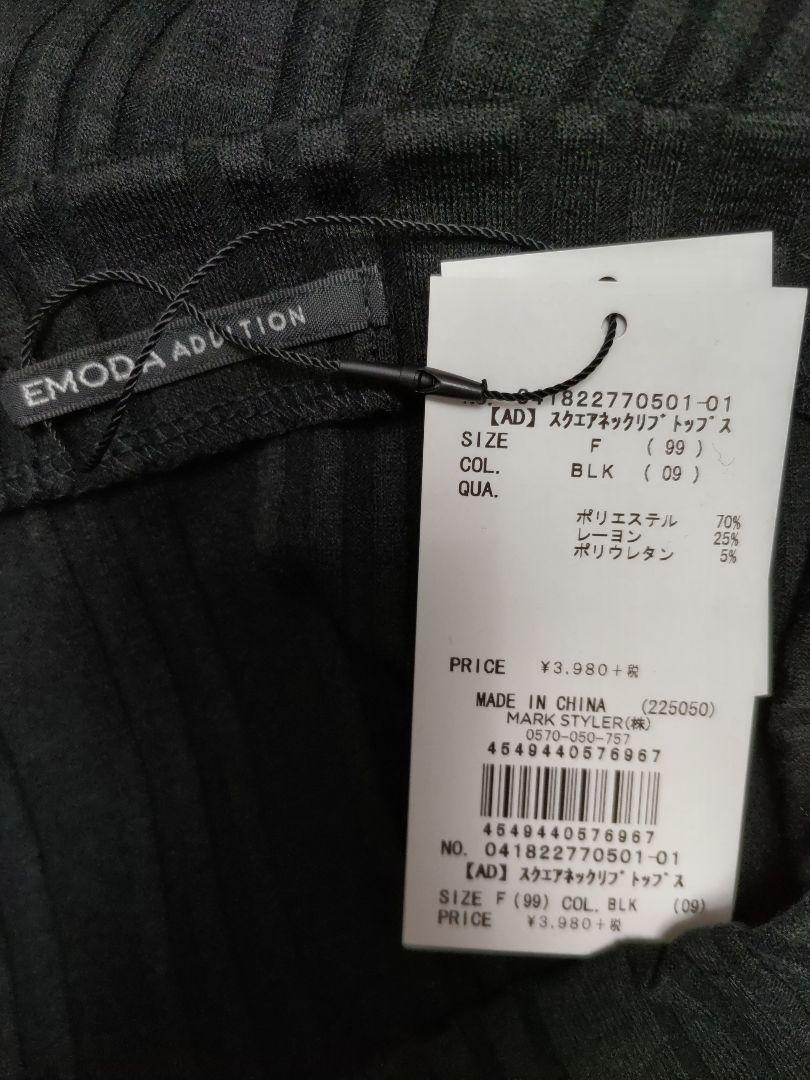 EMODA ADDITION
NO. 041822770501-01
【AD】スクエアネックリブトップス
SIZE F (99)
COL. BLK (09)
QUA.
ポリエステル 70%
レーヨン 25%
ポリウレタン 5%
PRICE ¥3.980+税
MADE IN CHINA (225050)
MARK STYLER(株)
0570-050-757
4549440576967
4549440576967
NO. 041822770501-01
【AD】スクエアネックリブトップス
SIZE F (99) COL. BLK (09)
PRICE ¥3.980+税